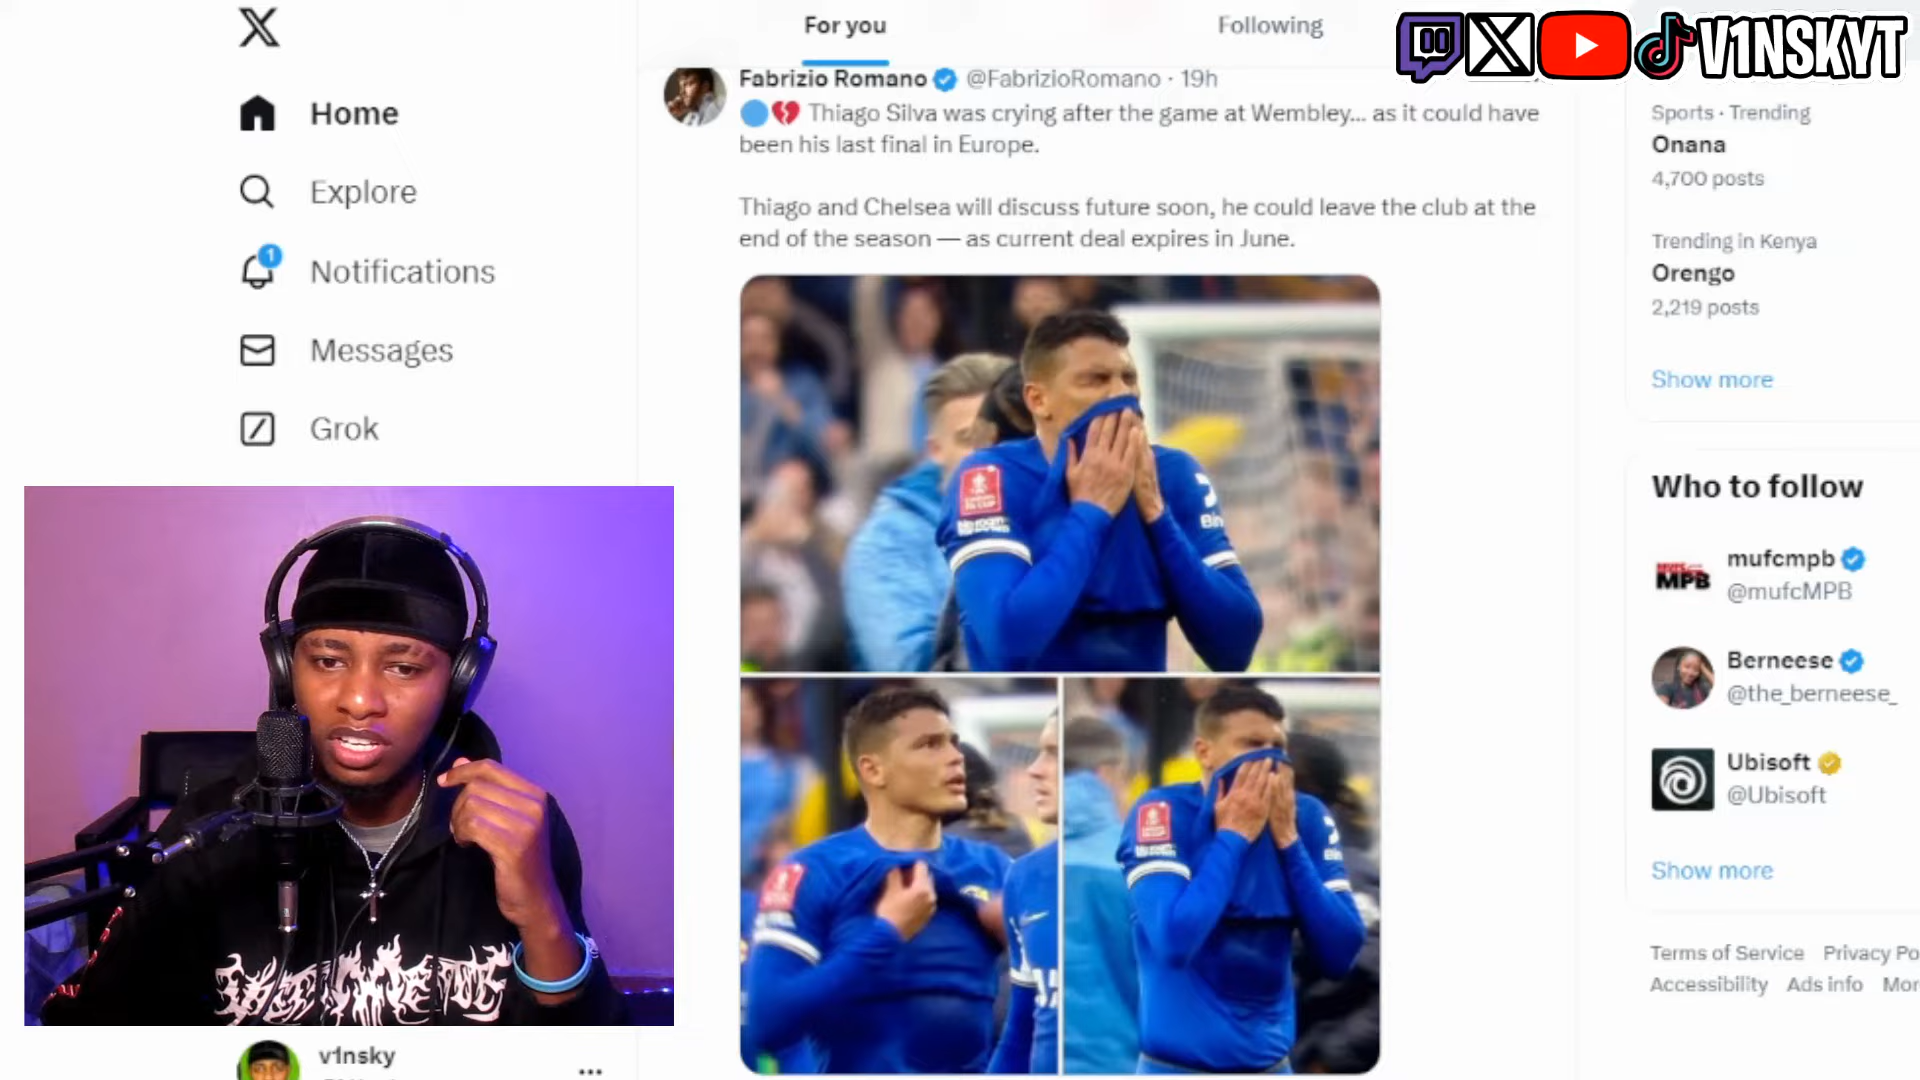 For you
Following
V1NSKYT
Home
1
Explore
Notifications
Messages
Grok
v1nsky
Fabrizio Romano @FabrizioRomano · 19h
Thiago Silva was crying after the game at Wembley... as it could have
been his last final in Europe.
Thiago and Chelsea will discuss future soon, he could leave the club at the
end of the season — as current deal expires in June.
Sports · Trending
Onana
4,700 posts
Trending in Kenya
Orengo
2,219 posts
Show more
Who to follow
mufcmpb
MPB
@mufcMPB
Berneese
@the_berneese_
Ubisoft
@Ubisoft
Show more
Terms of Service Privacy Po
Accessibility Ads info Mor